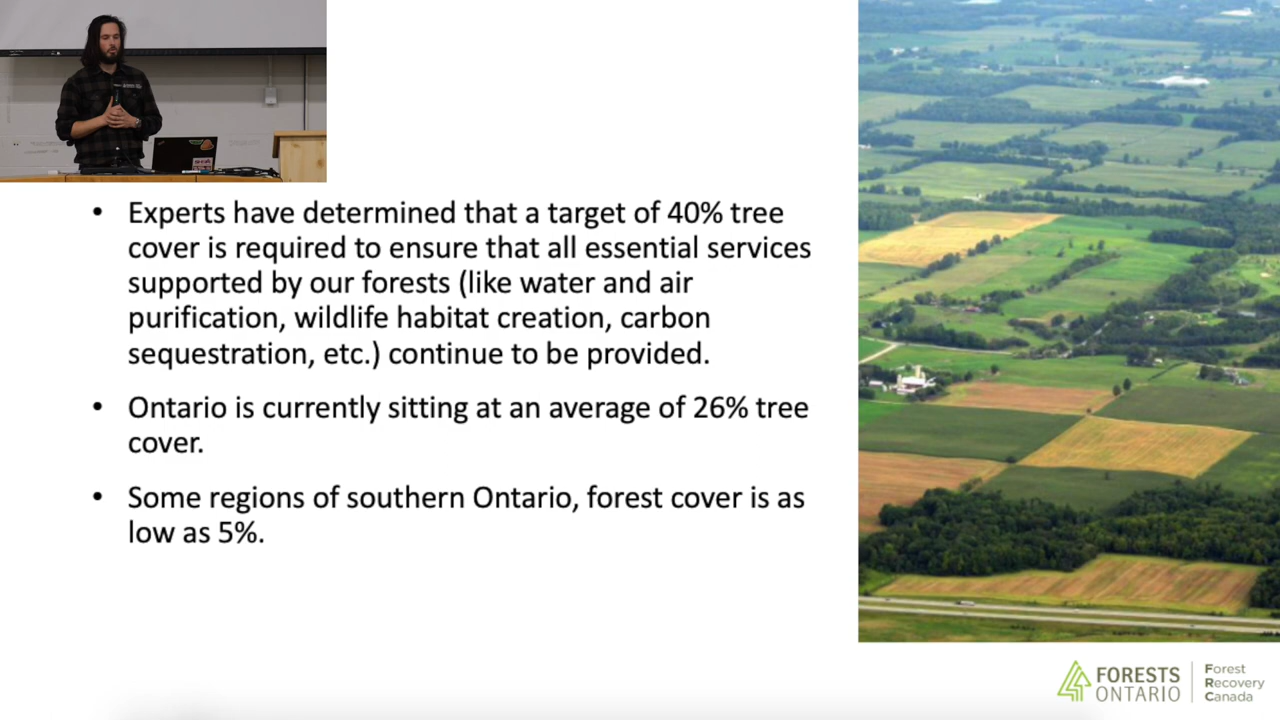 • Experts have determined that a target of 40% tree
cover is required to ensure that all essential services
supported by our forests (like water and air
purification, wildlife habitat creation, carbon
sequestration, etc.) continue to be provided.
• Ontario is currently sitting at an average of 26% tree
cover.
• Some regions of southern Ontario, forest cover is as
low as 5%.
FORESTS
ONTARIO
Forest
Recovery
Canada